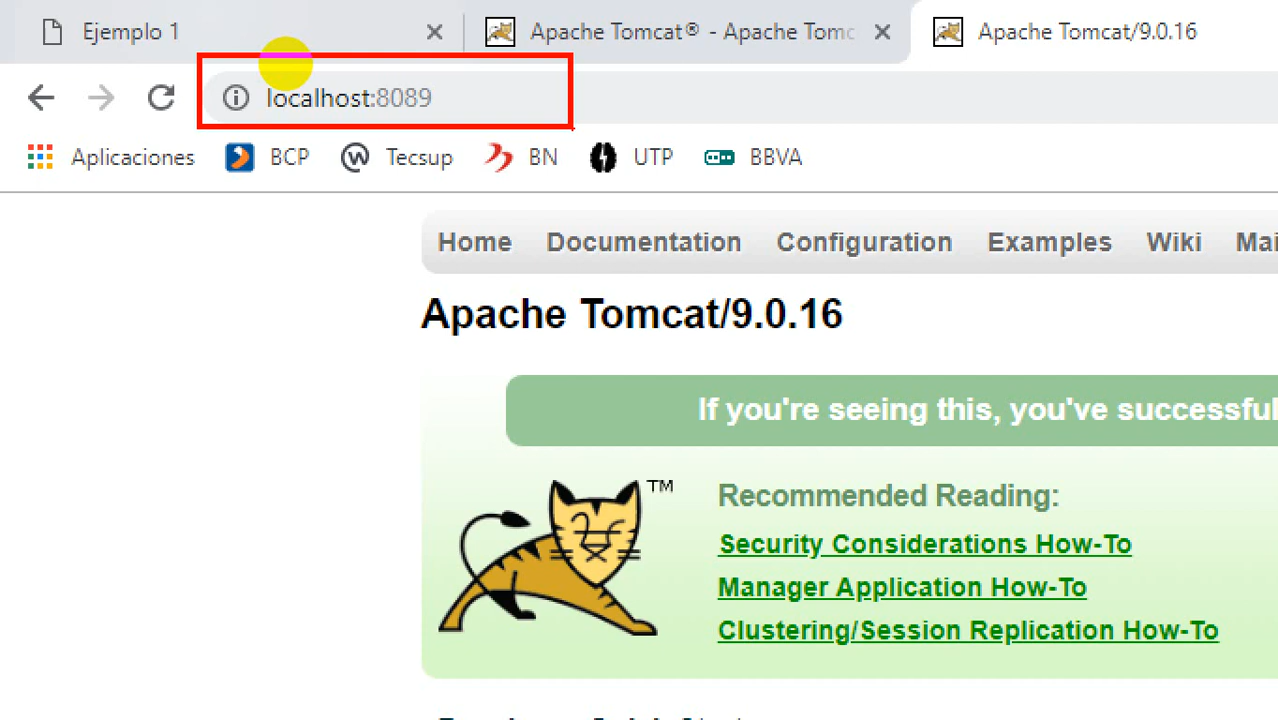 Ejemplo 1
Apache Tomcat® - Apache Tomc
Apache Tomcat/9.0.16
localhost:8089
Aplicaciones BCP Tecsup BN UTP BBVA
Home Documentation Configuration Examples Wiki Mai
Apache Tomcat/9.0.16
If you're seeing this, you've successful
TM
Recommended Reading:
Security Considerations How-To
Manager Application How-To
Clustering/Session Replication How-To